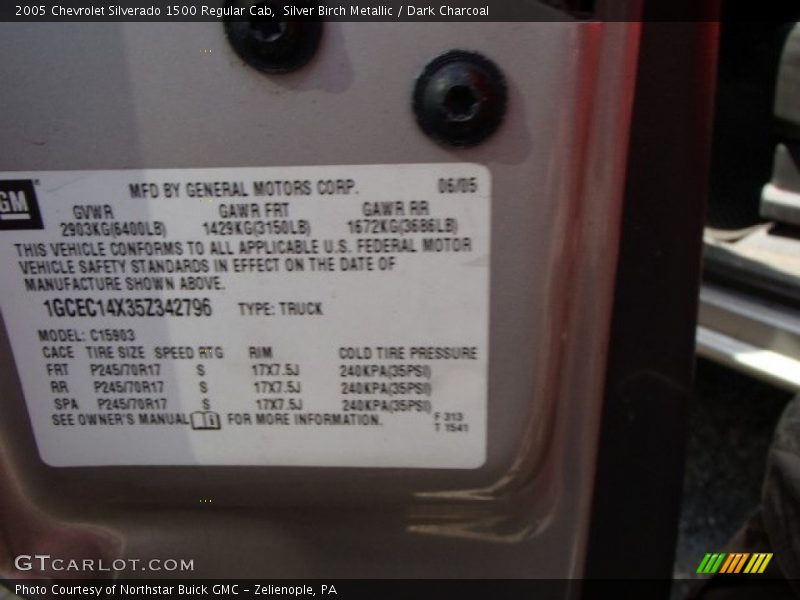 2005 Chevrolet Silverado 1500 Regular Cab, Silver Birch Metallic / Dark Charcoal
GM
MFD BY GENERAL MOTORS CORP. 06/05
GVWR GAWR FRT GAWR RR
2903KG(6400LB) 1429KG(3150LB) 1672KG(3686LB)
THIS VEHICLE CONFORMS TO ALL APPLICABLE U.S. FEDERAL MOTOR
VEHICLE SAFETY STANDARDS IN EFFECT ON THE DATE OF
MANUFACTURE SHOWN ABOVE.
1GCEC14X35Z342796 TYPE: TRUCK
MODEL: C15903
CACE TIRE SIZE SPEED RTG RIM COLD TIRE PRESSURE
FRT P245/70R17 S 17X7.5J 240KPA(35PSI)
RR P245/70R17 S 17X7.5J 240KPA(35PSI)
SPA P245/70R17 S 17X7.5J 240KPA(35PSI)
SEE OWNER'S MANUAL FOR MORE INFORMATION.
F 313
T 1541
GTCARLOT.COM
Photo Courtesy of Northstar Buick GMC - Zelienople, PA